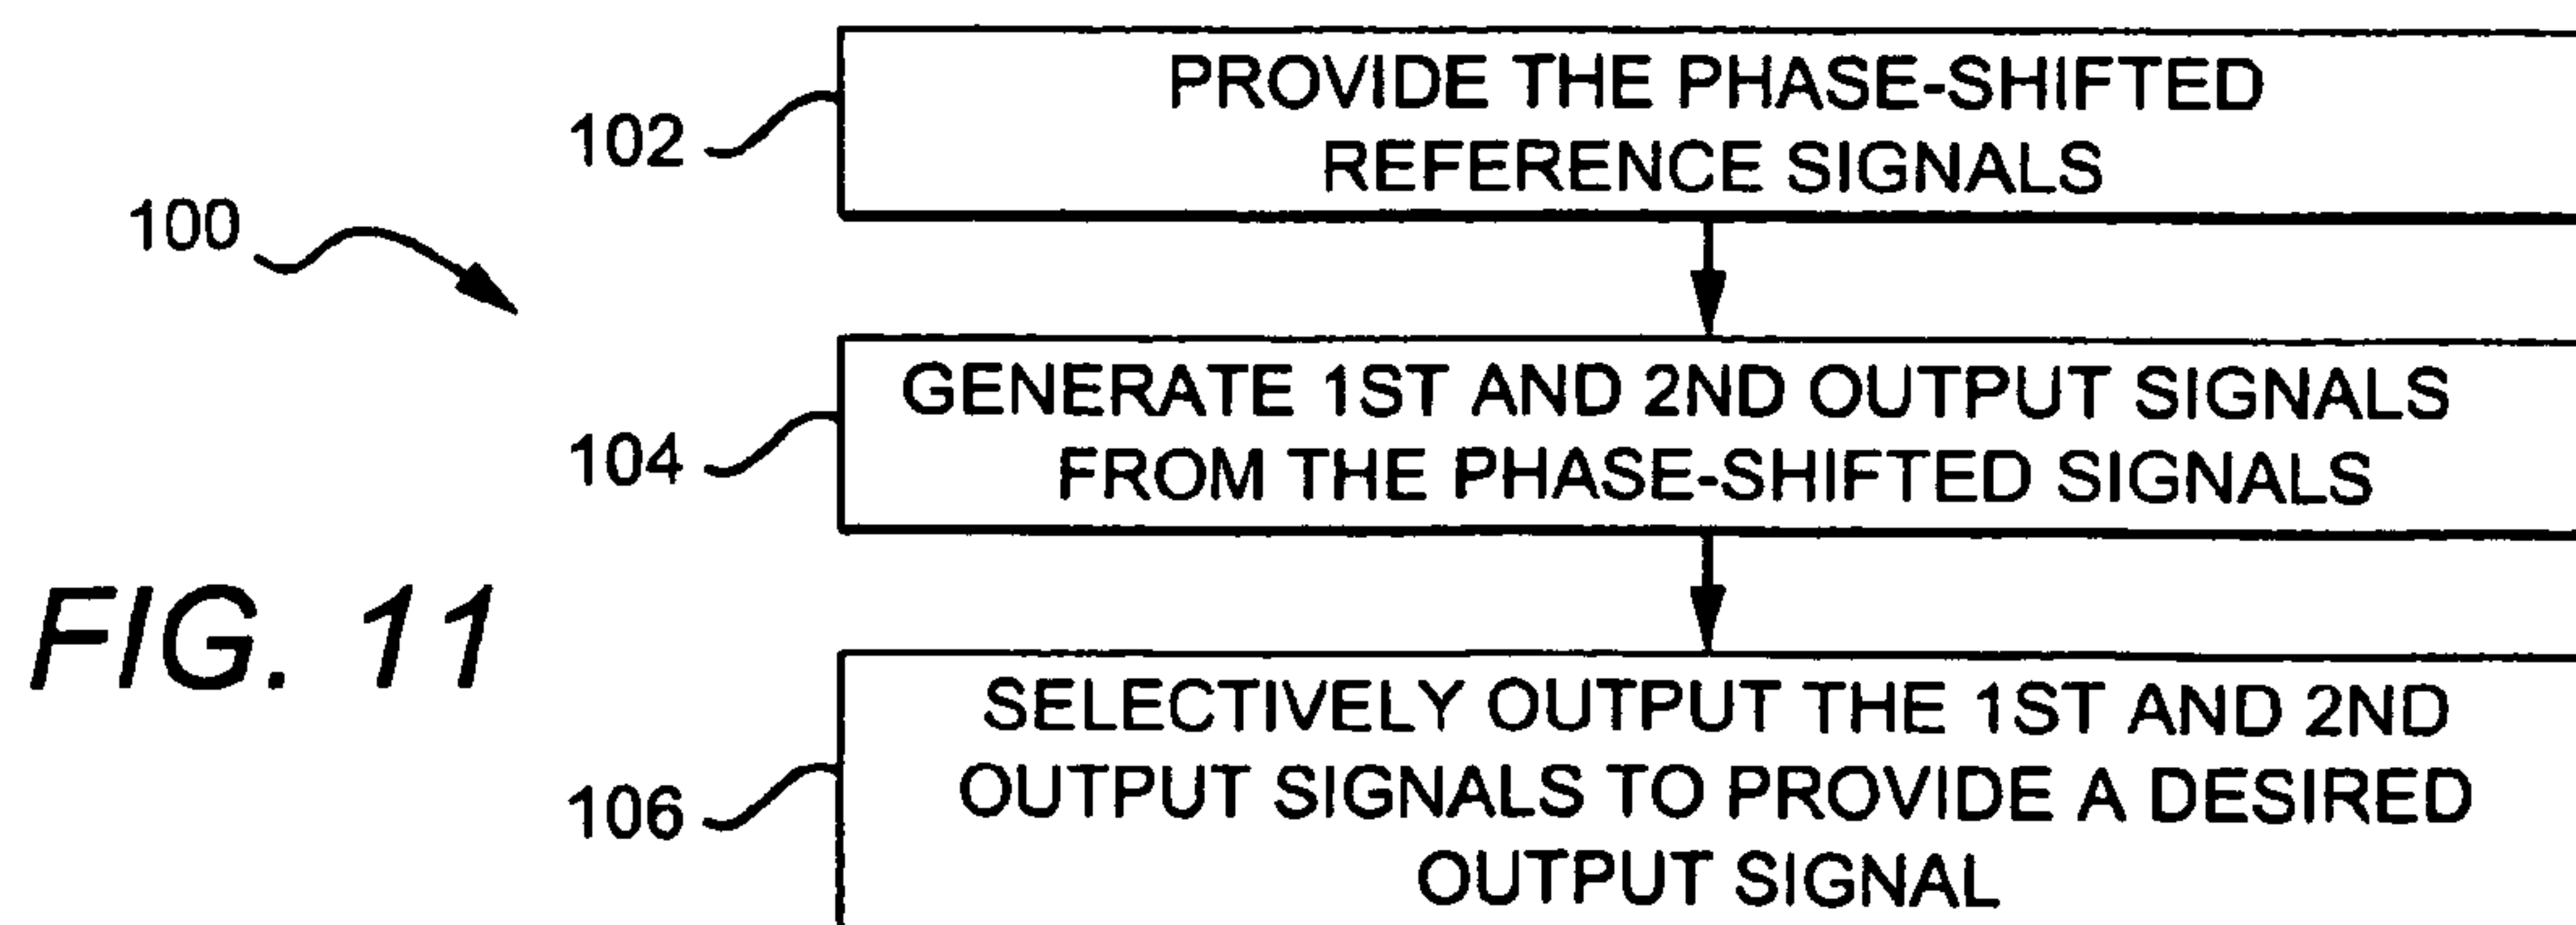 PROVIDE THE PHASE-SHIFTED
REFERENCE SIGNALS
102
100
GENERATE 1ST AND 2ND OUTPUT SIGNALS
FROM THE PHASE-SHIFTED SIGNALS
104
FIG. 11
SELECTIVELY OUTPUT THE 1ST AND 2ND
OUTPUT SIGNALS TO PROVIDE A DESIRED
OUTPUT SIGNAL
106